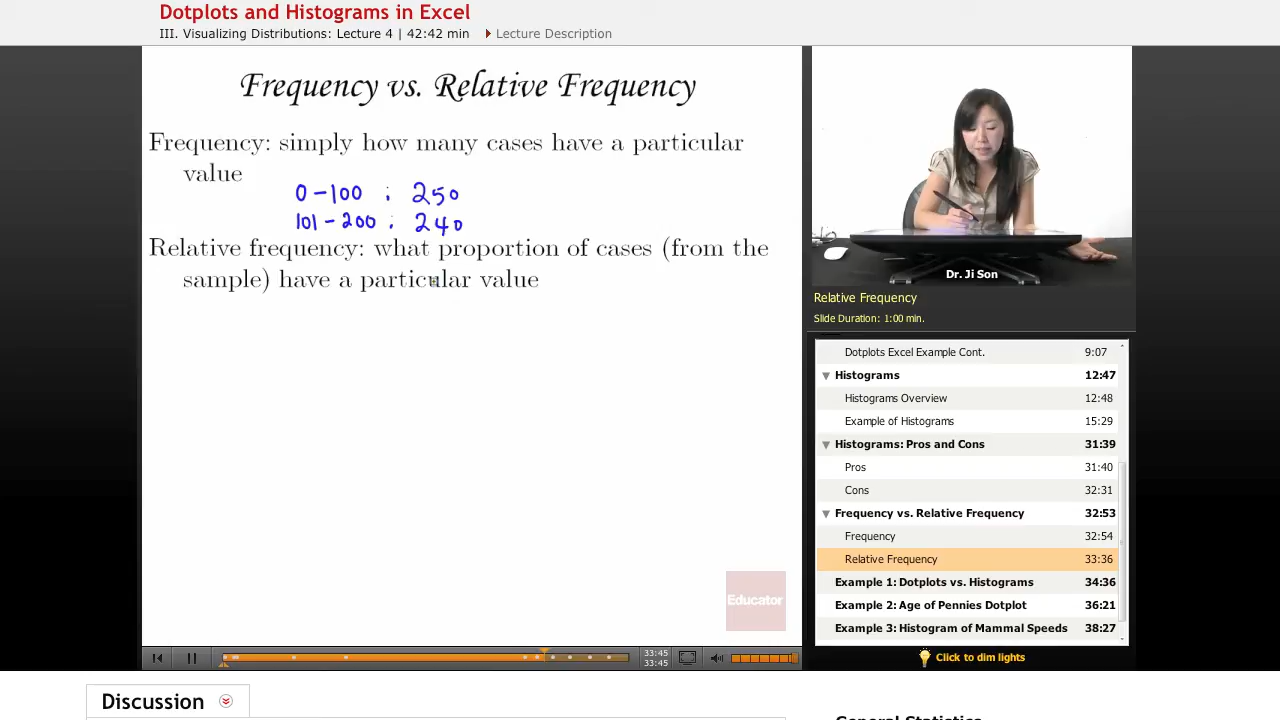 Dotplots and Histograms in Excel
III. Visualizing Distributions: Lecture 4 | 42:42 min
Lecture Description
Frequency vs. Relative Frequency
Frequency: simply how many cases have a particular
value
0-100 : 250
101-200 : 240
Relative frequency: what proportion of cases (from the
sample) have a particular value
Educator
33:45
33:45
Dr. Ji Son
Relative Frequency
Slide Duration: 1:00 min.
Dotplots Excel Example Cont. 9:07
Histograms 12:47
Histograms Overview 12:48
Example of Histograms 15:29
Histograms: Pros and Cons 31:39
Pros 31:40
Cons 32:31
Frequency vs. Relative Frequency 32:53
Frequency 32:54
Relative Frequency 33:36
Example 1: Dotplots vs. Histograms 34:36
Example 2: Age of Pennies Dotplot 36:21
Example 3: Histogram of Mammal Speeds 38:27
Click to dim lights
Discussion
General Statistics